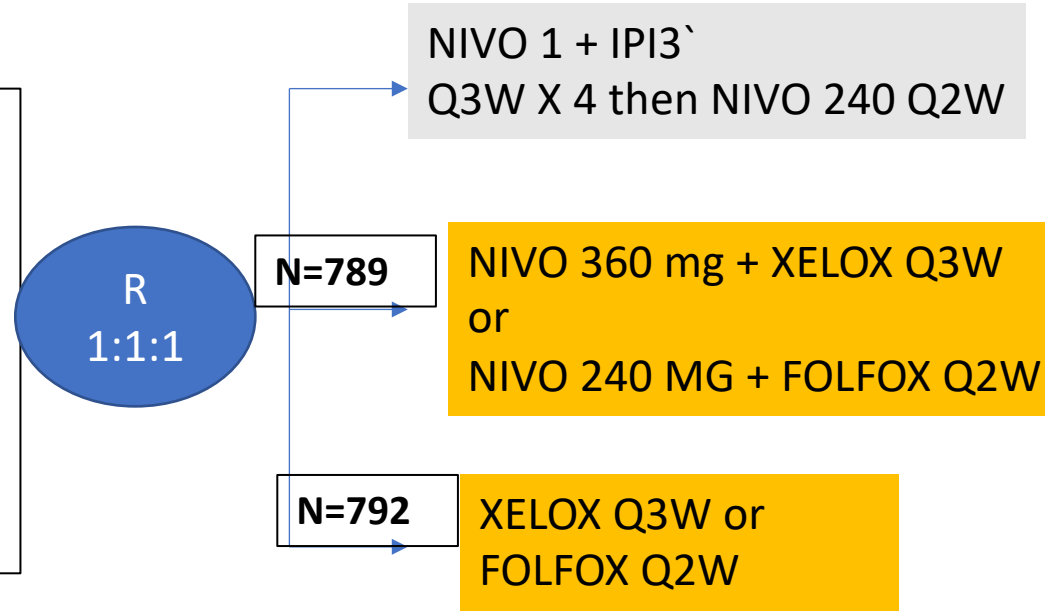 NIVO 1 + IPI3`
Q3W X 4 then NIVO 240 Q2W
R
1:1:1
N=789
NIVO 360 mg + XELOX Q3W
or
NIVO 240 MG + FOLFOX Q2W
N=792
XELOX Q3W or
FOLFOX Q2W